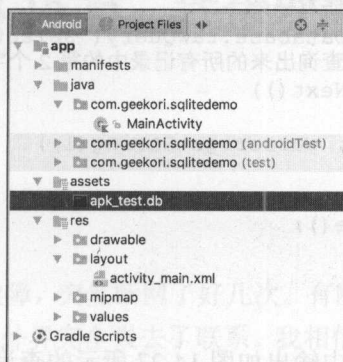 Android Project Files
app
manifests
java
com.geekori.sqlitedemo
MainActivity
com.geekori.sqlitedemo (androidTest)
com.geekori.sqlitedemo (test)
assets
apk_test.db
res
drawable
layout
activity_main.xml
mipmap
values
Gradle Scripts